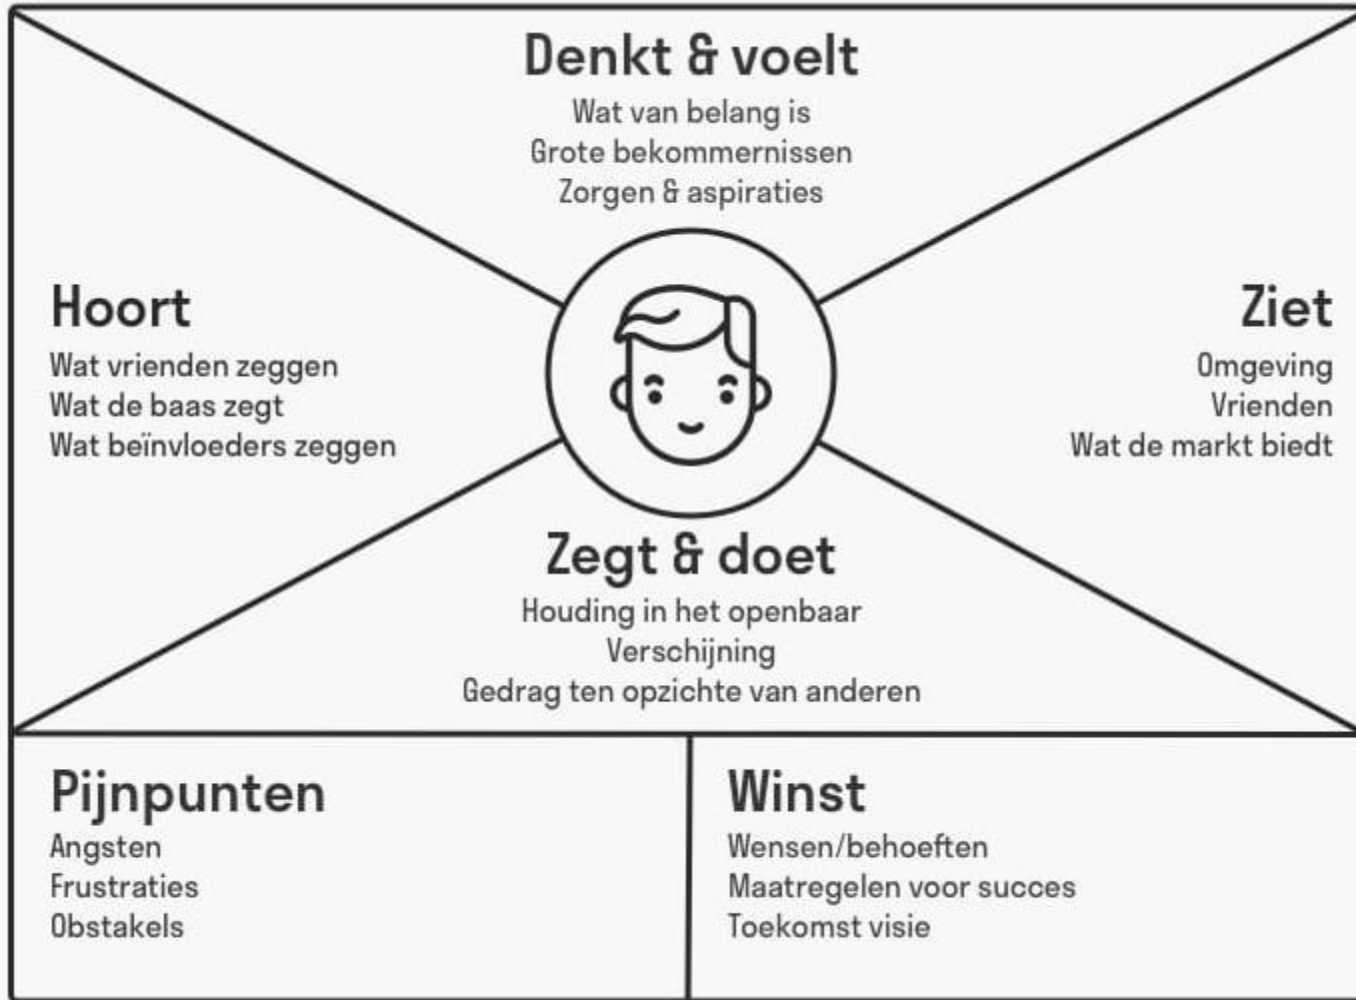 Denkt & voelt
Wat van belang is
Grote bekommernissen
Zorgen & aspiraties
Hoort
Wat vrienden zeggen
Wat de baas zegt
Wat beïnvloeders zeggen
Ziet
Omgeving
Vrienden
Wat de markt biedt
Zegt & doet
Houding in het openbaar
Verschijning
Gedrag ten opzichte van anderen
Pijnpunten
Angsten
Frustraties
Obstakels
Winst
Wensen/behoeften
Maatregelen voor succes
Toekomst visie